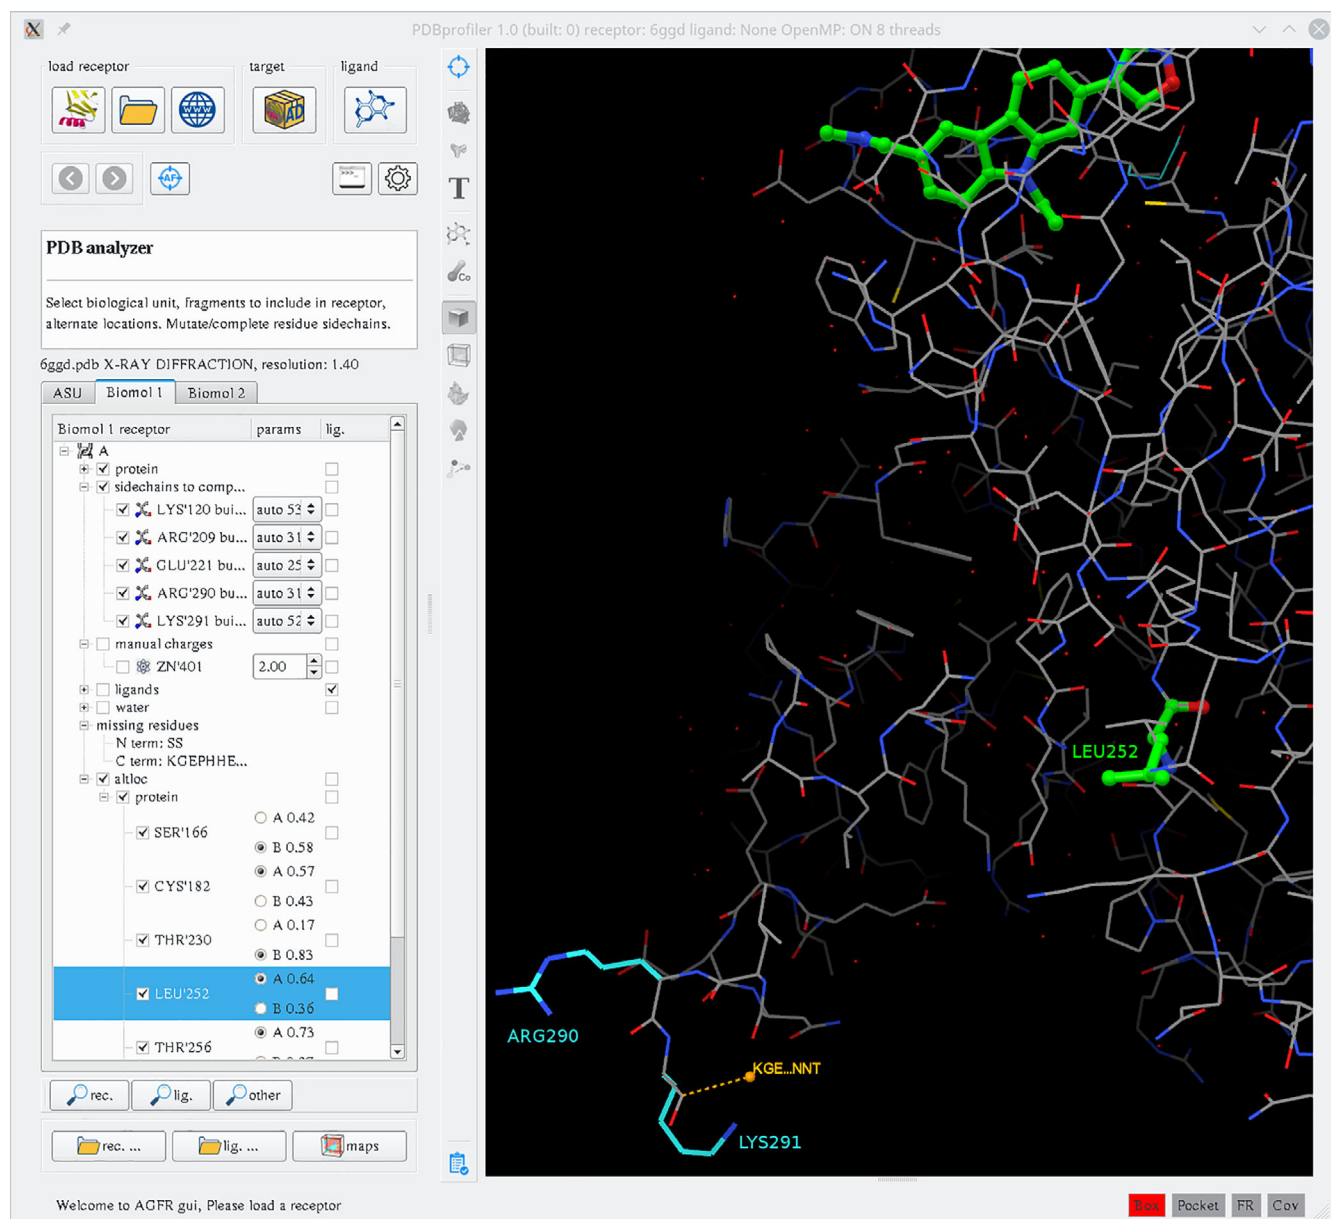 PDBprofiler 1.0 (built: 0) receptor: 6ggd ligand: None OpenMP: ON 8 threads
load receptor
target
ligand
WWW
AD
AF
>>>
T
Co
PDB analyzer
Select biological unit, fragments to include in receptor,
alternate locations. Mutate/complete residue sidechains.
6ggd.pdb X-RAY DIFFRACTION, resolution: 1.40
ASU Biomol 1 Biomol 2
Biomol 1 receptor params lig.
A
protein
sidechains to comp...
LYS'120 bui... auto 53
ARG'209 bu... auto 31
GLU'221 bu... auto 25
ARG'290 bu... auto 31
LYS'291 bui... auto 52
manual charges
ZN'401 2.00
ligands
water
missing residues
N term: SS
C term: KGEPHHE...
altloc
protein
A 0.42
SER'166
B 0.58
A 0.57
CYS'182
B 0.43
A 0.17
THR'230
B 0.83
A 0.64
LEU'252
B 0.36
A 0.73
THR'256
rec. lig. other
rec. ... lig. ... maps
LEU252
ARG290
KGE...NNT
LYS291
Welcome to AGFR gui, Please load a receptor
Box Pocket FR Cov